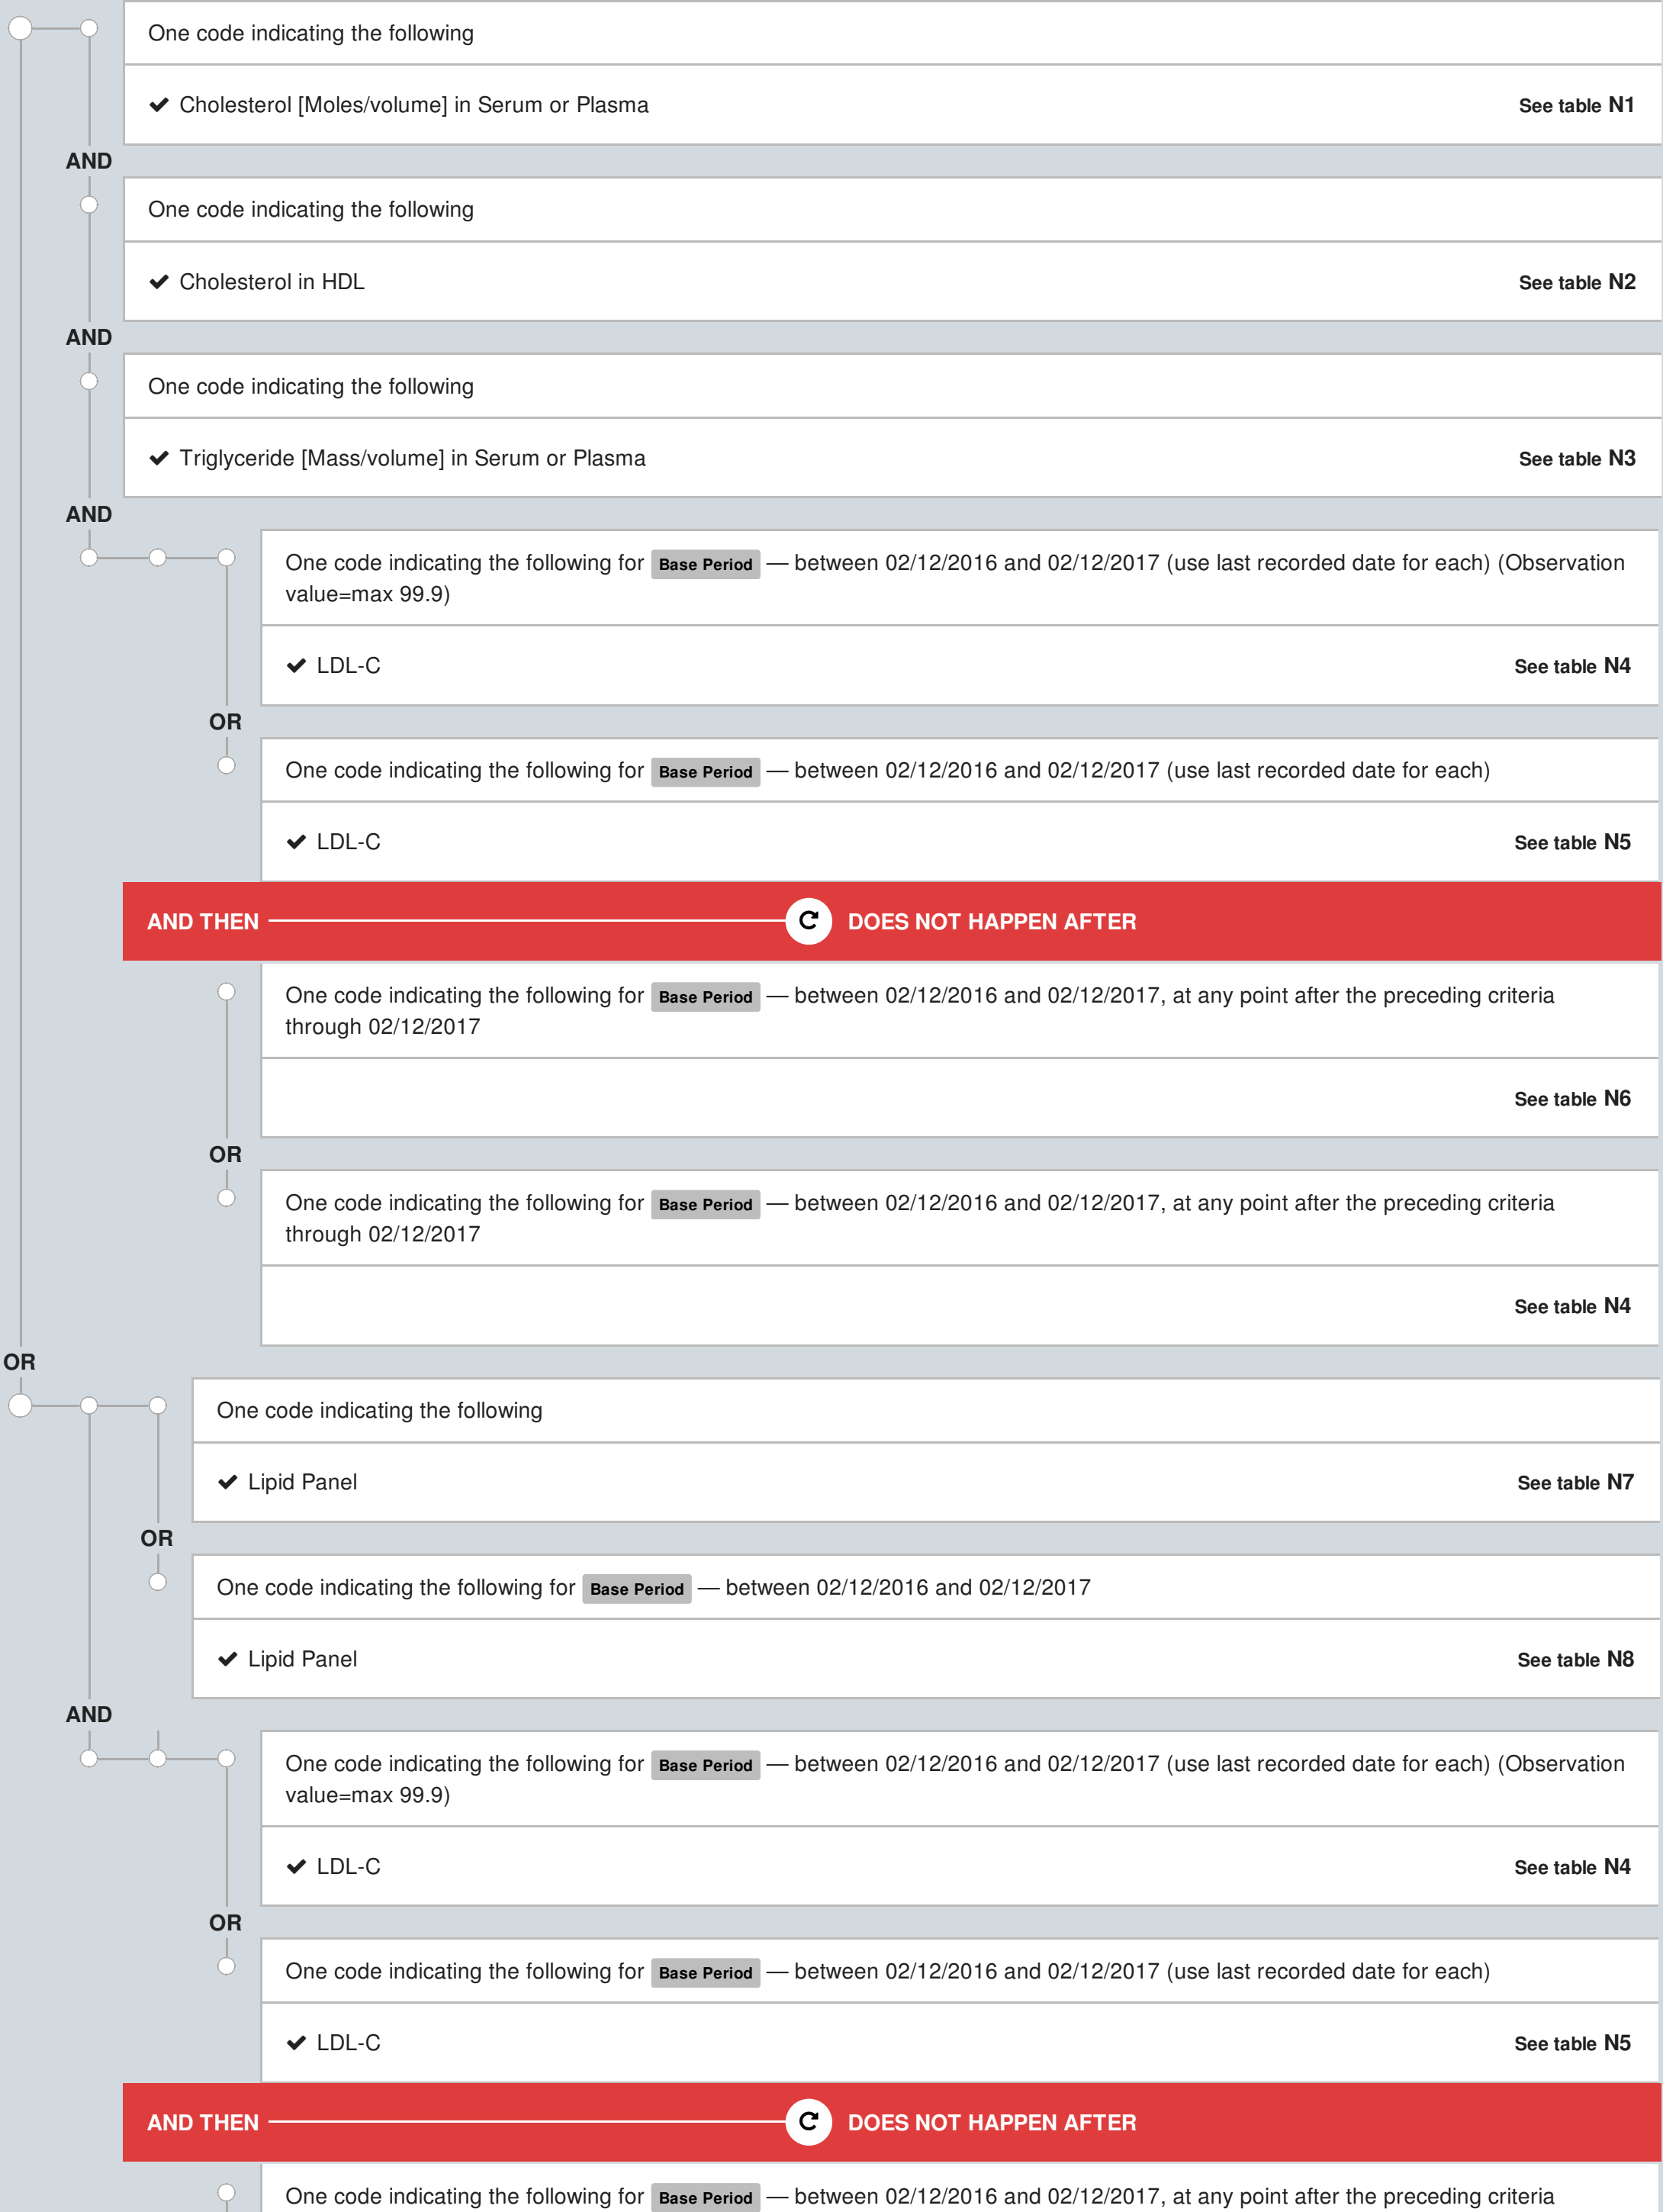 One code indicating the following
✔ Cholesterol [Moles/volume] in Serum or Plasma See table N1
AND
One code indicating the following
✔ Cholesterol in HDL See table N2
AND
One code indicating the following
✔ Triglyceride [Mass/volume] in Serum or Plasma See table N3
AND
One code indicating the following for Base Period — between 02/12/2016 and 02/12/2017 (use last recorded date for each) (Observation
value=max 99.9)
✔ LDL-C See table N4
OR
One code indicating the following for Base Period — between 02/12/2016 and 02/12/2017 (use last recorded date for each)
✔ LDL-C See table N5
AND THEN DOES NOT HAPPEN AFTER
One code indicating the following for Base Period — between 02/12/2016 and 02/12/2017, at any point after the preceding criteria
through 02/12/2017
See table N6
OR
One code indicating the following for Base Period — between 02/12/2016 and 02/12/2017, at any point after the preceding criteria
through 02/12/2017
See table N4
OR
One code indicating the following
✔ Lipid Panel See table N7
OR
One code indicating the following for Base Period — between 02/12/2016 and 02/12/2017
✔ Lipid Panel See table N8
AND
One code indicating the following for Base Period — between 02/12/2016 and 02/12/2017 (use last recorded date for each) (Observation
value=max 99.9)
✔ LDL-C See table N4
OR
One code indicating the following for Base Period — between 02/12/2016 and 02/12/2017 (use last recorded date for each)
✔ LDL-C See table N5
AND THEN DOES NOT HAPPEN AFTER
One code indicating the following for Base Period — between 02/12/2016 and 02/12/2017, at any point after the preceding criteria